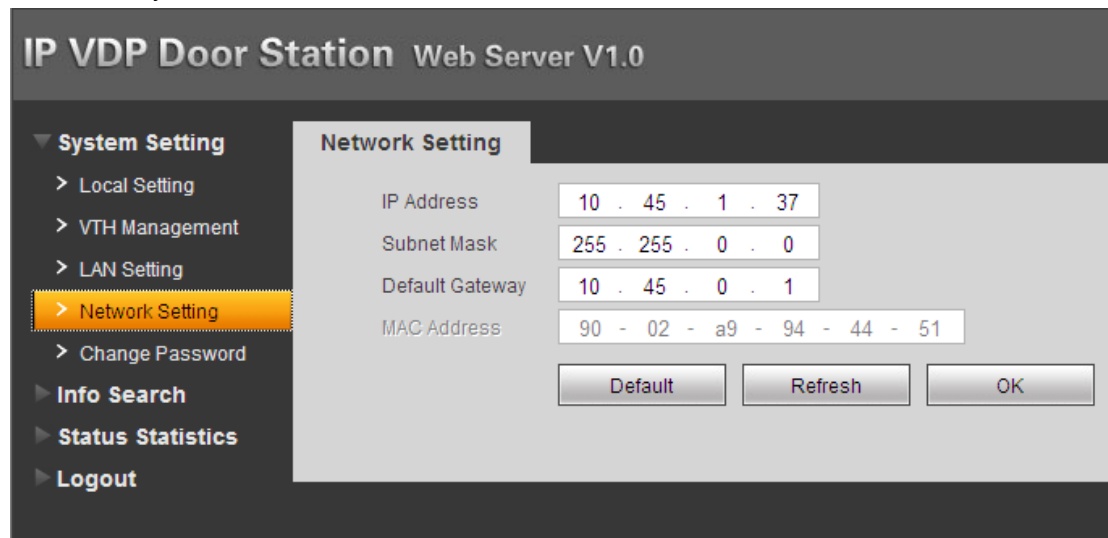 IP VDP Door Station Web Server V1.0
System Setting
> Local Setting
> VTH Management
> LAN Setting
> Network Setting
> Change Password
Info Search
Status Statistics
Logout
Network Setting
IP Address 10 . 45 . 1 . 37
Subnet Mask 255 . 255 . 0 . 0
Default Gateway 10 . 45 . 0 . 1
MAC Address 90 - 02 - a9 - 94 - 44 - 51
Default Refresh OK